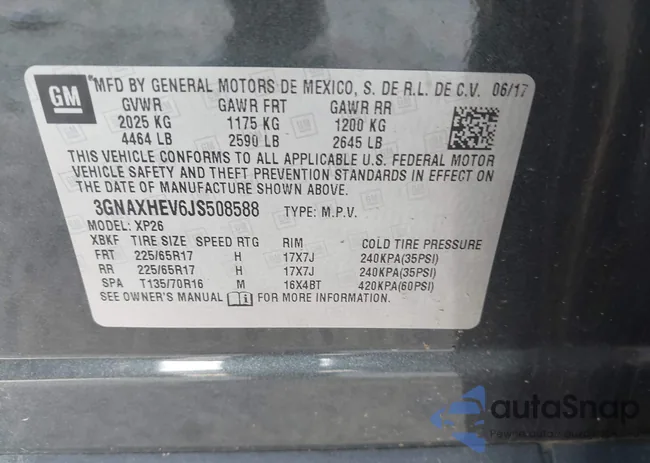 GM
MFD BY GENERAL MOTORS DE MEXICO, S. DE R.L. DE C.V. 06/17
GVWR GAWR FRT GAWR RR
2025 KG 1175 KG 1200 KG
4464 LB 2590 LB 2645 LB
THIS VEHICLE CONFORMS TO ALL APPLICABLE U.S. FEDERAL MOTOR
VEHICLE SAFETY AND THEFT PREVENTION STANDARDS IN EFFECT ON
THE DATE OF MANUFACTURE SHOWN ABOVE.
3GNAXHEV6JS508588 TYPE: M.P.V.
MODEL: XP26
XBKF TIRE SIZE SPEED RTG RIM COLD TIRE PRESSURE
FRT 225/65R17 H 17X7J 240KPA(35PSI)
RR 225/65R17 H 17X7J 240KPA(35PSI)
SPA T135/70R16 M 16X4BT 420KPA(60PSI)
SEE OWNER'S MANUAL FOR MORE INFORMATION.
autoSnap